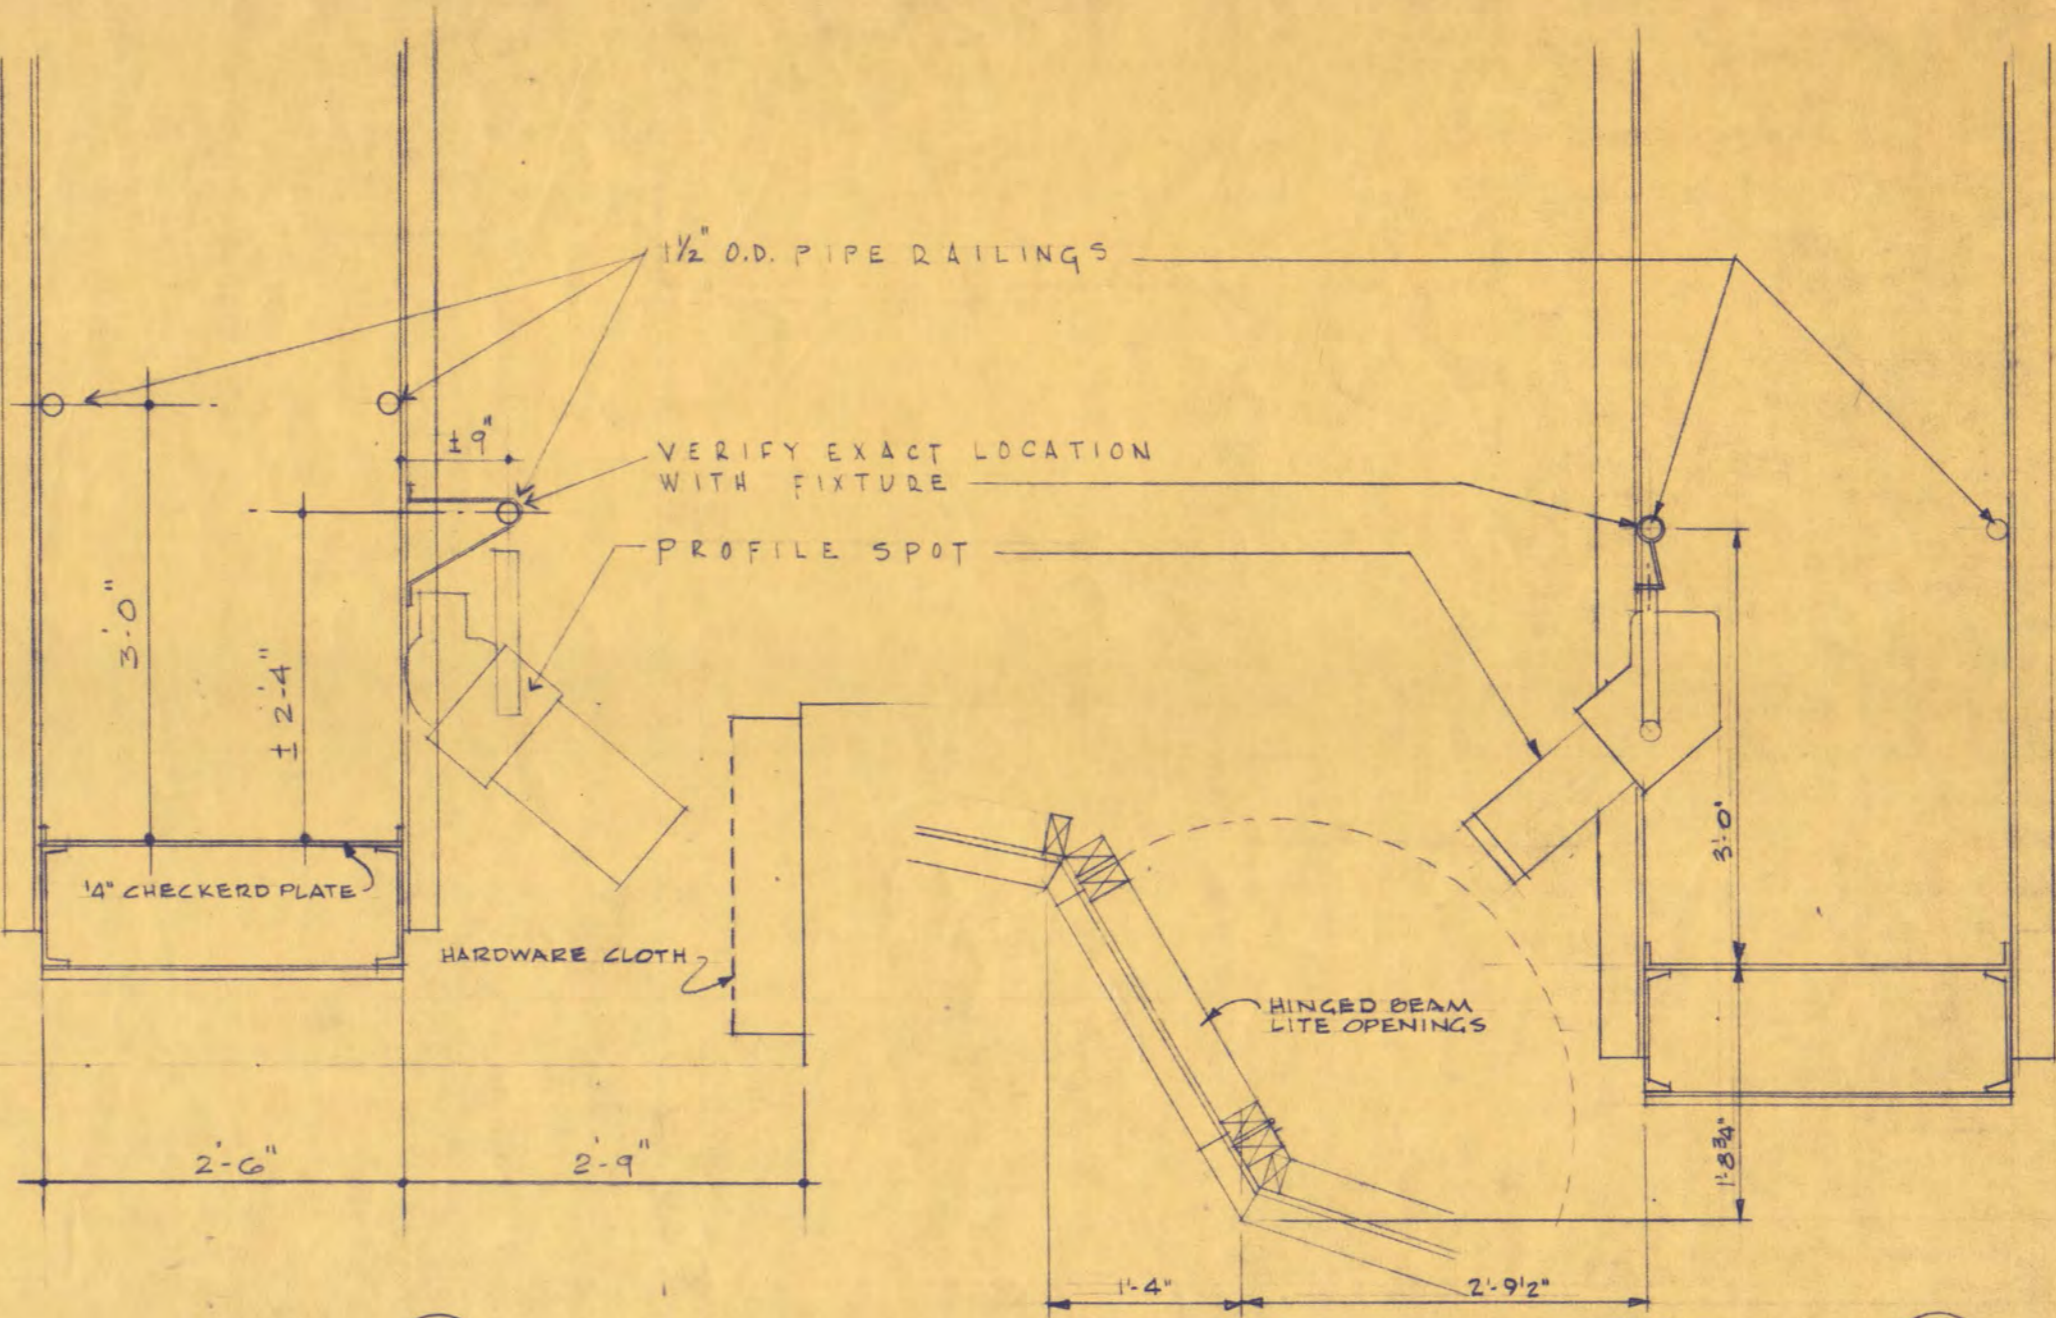 1½" O.D. PIPE RAILINGS
±9"
VERIFY EXACT LOCATION
WITH FIXTURE
PROFILE SPOT
3'-0"
±2'-4"
3'-0"
¼" CHECKERD PLATE
HARDWARE CLOTH
HINGED BEAM
LITE OPENINGS
2'-6"
2'-9"
1'-8¾"
1'-4"
2'-9½"